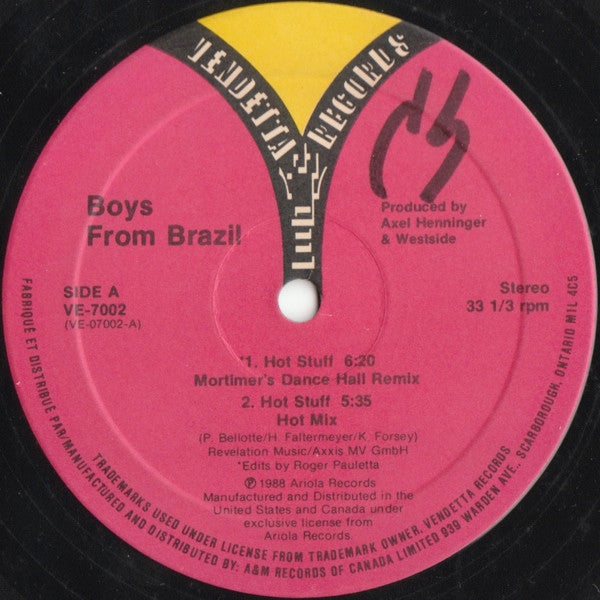 VENDETTA RECORDS
Boys
From Brazil
Produced by
Axel Henninger
& Westside
SIDE A
VE-7002
(VE-07002-A)
Stereo
33 1/3 rpm
*1. Hot Stuff 6:20
Mortimer's Dance Hall Remix
2. Hot Stuff 5:35
Hot Mix
(P. Bellotte/H. Faltermeyer/K. Forsey)
Revelation Music/Axxis MV GmbH
*Edits by Roger Pauletta
℗ 1988 Ariola Records
Manufactured and Distributed in the
United States and Canada under
exclusive license from
Ariola Records
FABRIQUÉ ET DISTRIBUÉ PAR/MANUFACTURED AND DISTRIBUTED BY: A&M RECORDS OF CANADA LIMITED 939 WARDEN AVE., SCARBOROUGH, ONTARIO M1L 4C5
TRADEMARKS USED UNDER LICENSE FROM TRADEMARK OWNER, VENDETTA RECORDS